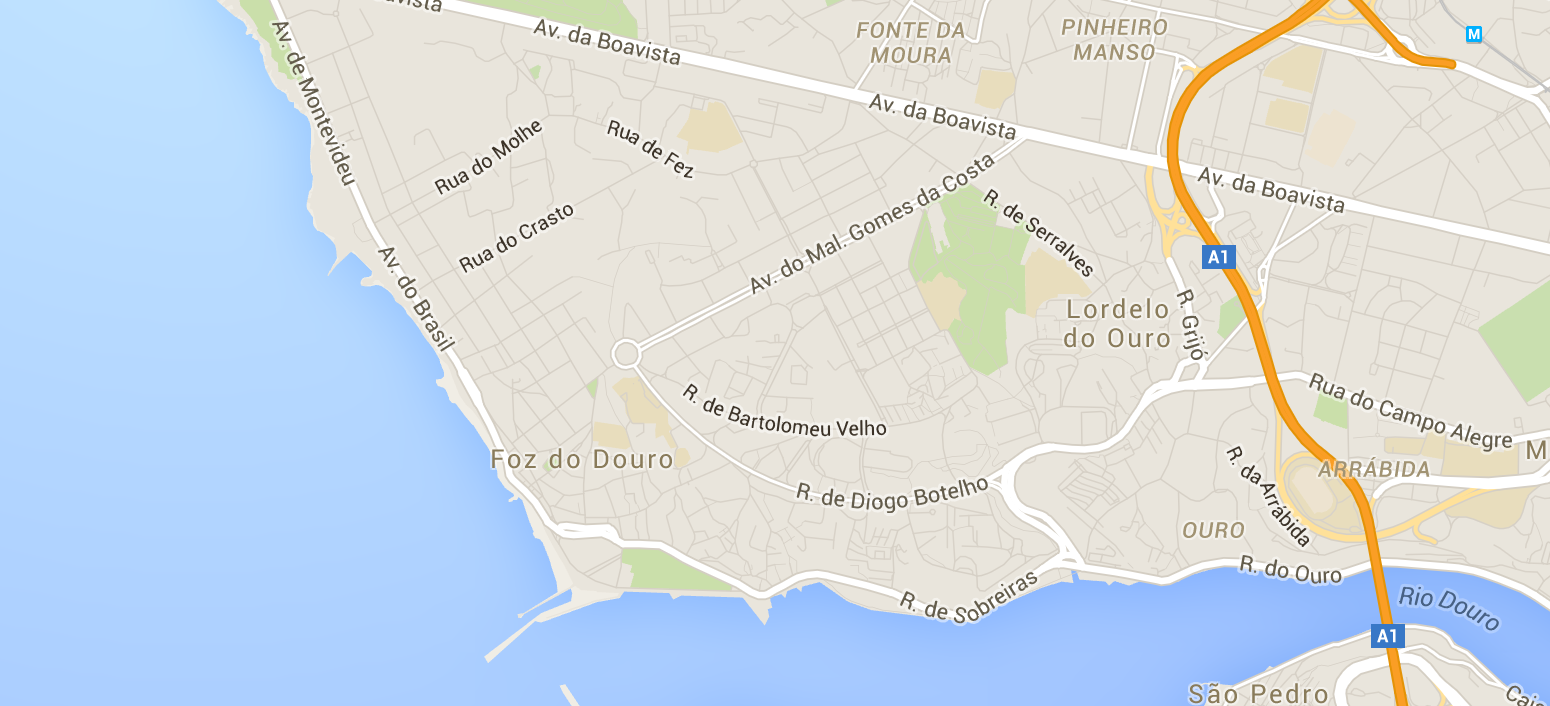 Av. da Boavista
Av. de Montevideu
Av. da Boavista
FONTE DA
MOURA
PINHEIRO
MANSO
M
Av. da Boavista
Rua do Molhe
Rua de Fez
Av. da Boavista
Rua do Crasto
Av. do Mal. Gomes da Costa
R. de Serralves
A1
Av. do Brasil
Lordelo
do Ouro
R. Grijó
R. de Bartolomeu Velho
Rua do Campo Alegre
Foz do Douro
M
ARRÁBIDA
R. da Arrábida
R. de Diogo Botelho
OURO
R. do Ouro
R. de Sobreiras
Rio Douro
A1
São Pedro